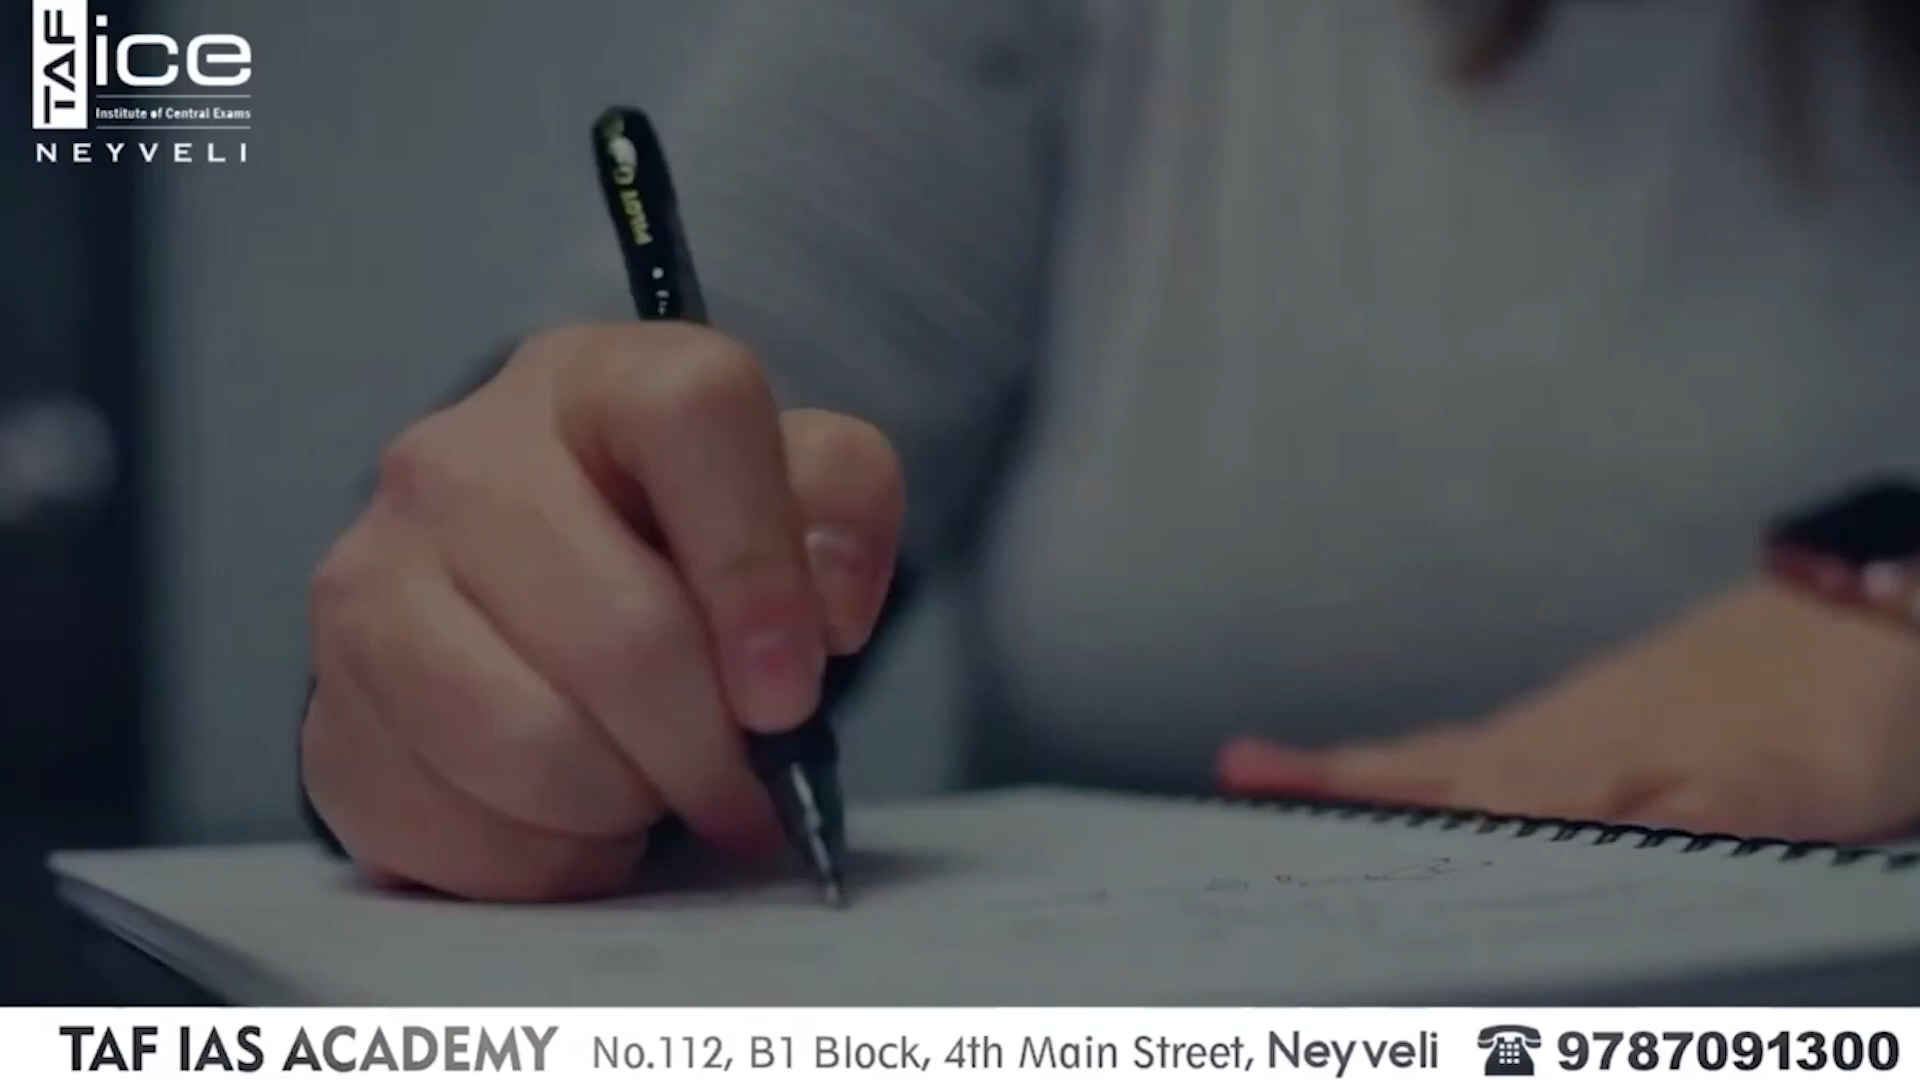 TAF ice
Institute of Central Exams
NEYVELI
PILOT
TAF IAS ACADEMY No.112, B1 Block, 4th Main Street, Neyveli 9787091300